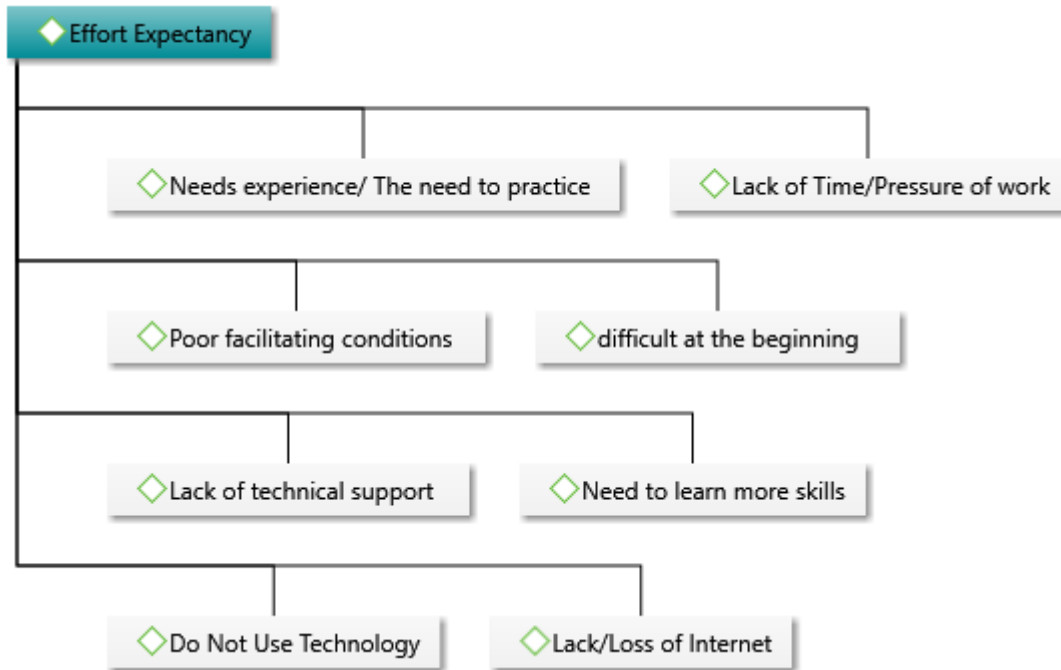 Effort Expectancy
Needs experience/ The need to practice
Lack of Time/Pressure of work
Poor facilitating conditions
difficult at the beginning
Lack of technical support
Need to learn more skills
Do Not Use Technology
Lack/Loss of Internet